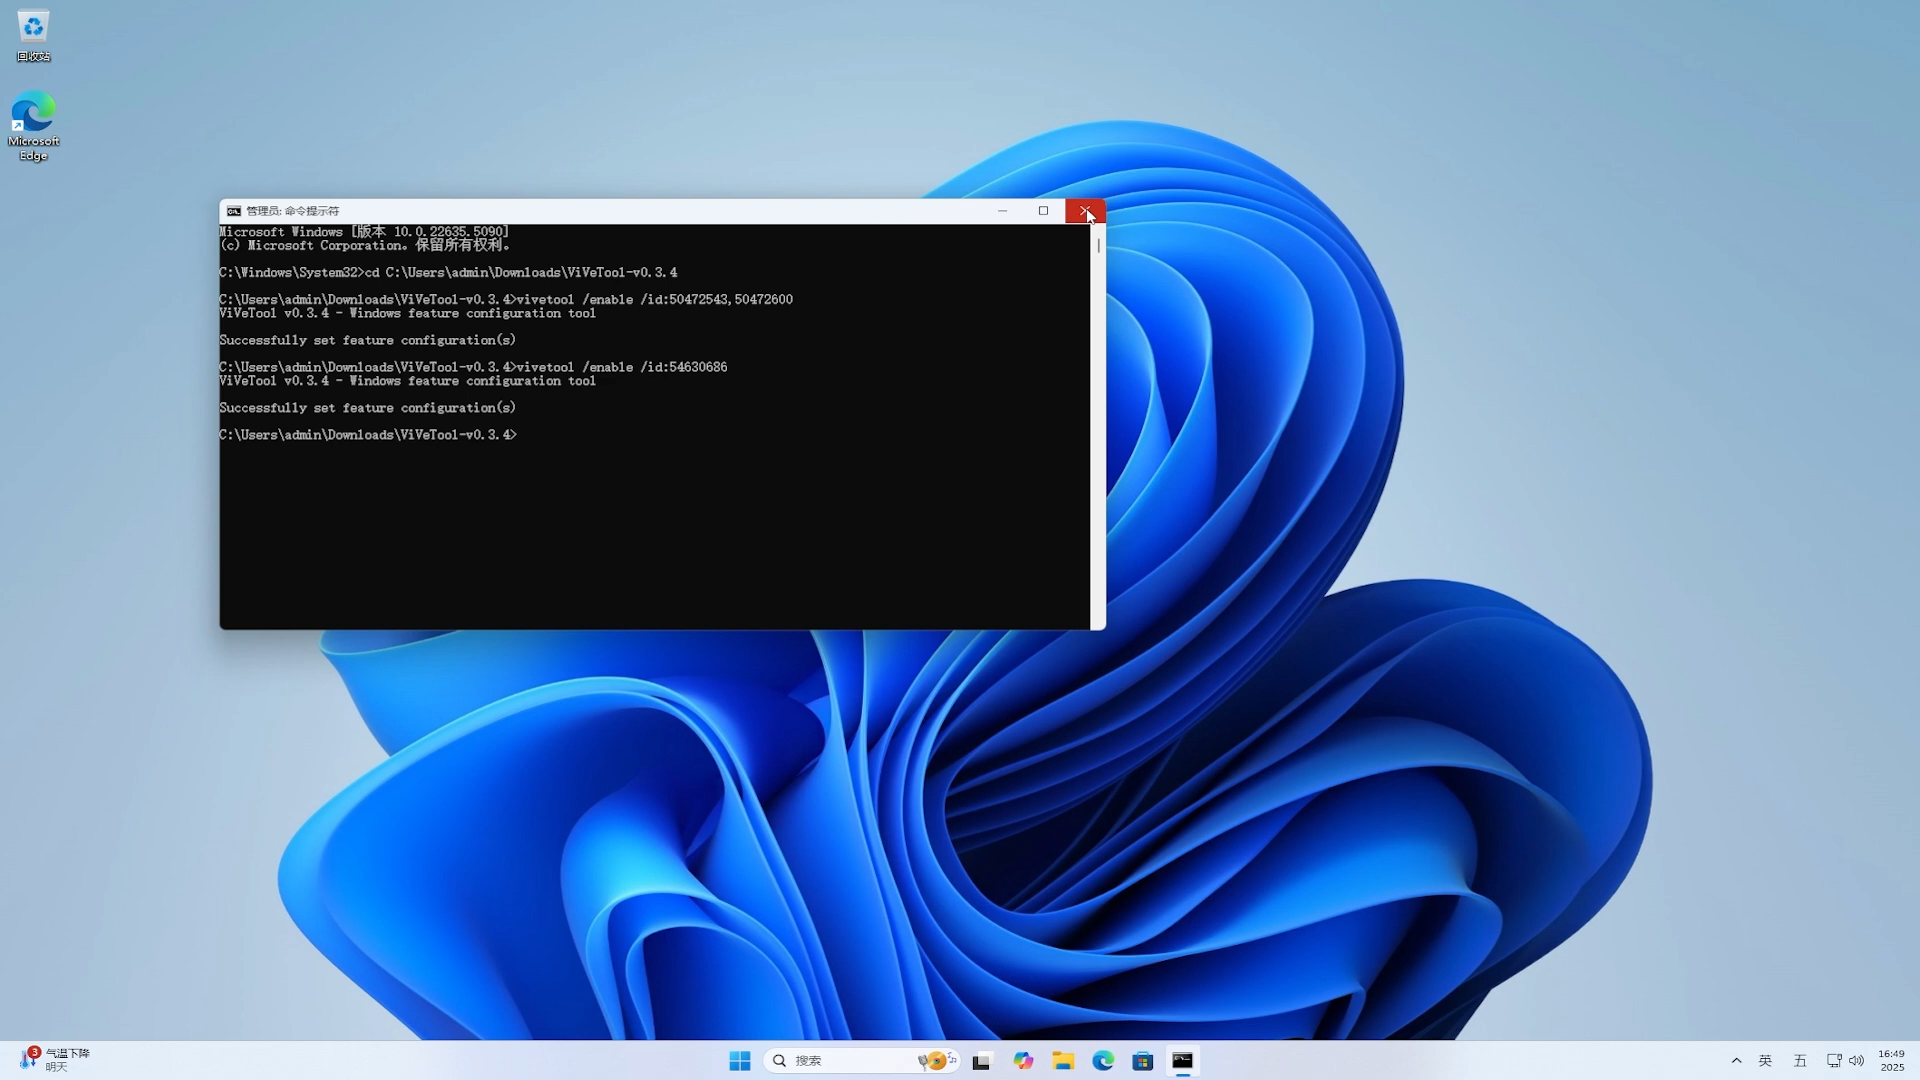 回收站
Microsoft
Edge
管理员: 命令提示符
Microsoft Windows [版本 10.0.22635.5090]
(c) Microsoft Corporation。保留所有权利。
C:\Windows\System32>cd C:\Users\admin\Downloads\ViVeTool-v0.3.4
C:\Users\admin\Downloads\ViVeTool-v0.3.4>vivetool /enable /id:50472543,50472600
ViVeTool v0.3.4 - Windows feature configuration tool
Successfully set feature configuration(s)
C:\Users\admin\Downloads\ViVeTool-v0.3.4>vivetool /enable /id:54630686
ViVeTool v0.3.4 - Windows feature configuration tool
Successfully set feature configuration(s)
C:\Users\admin\Downloads\ViVeTool-v0.3.4>
3
气温下降
明天
搜索
英
五
16:49
2025